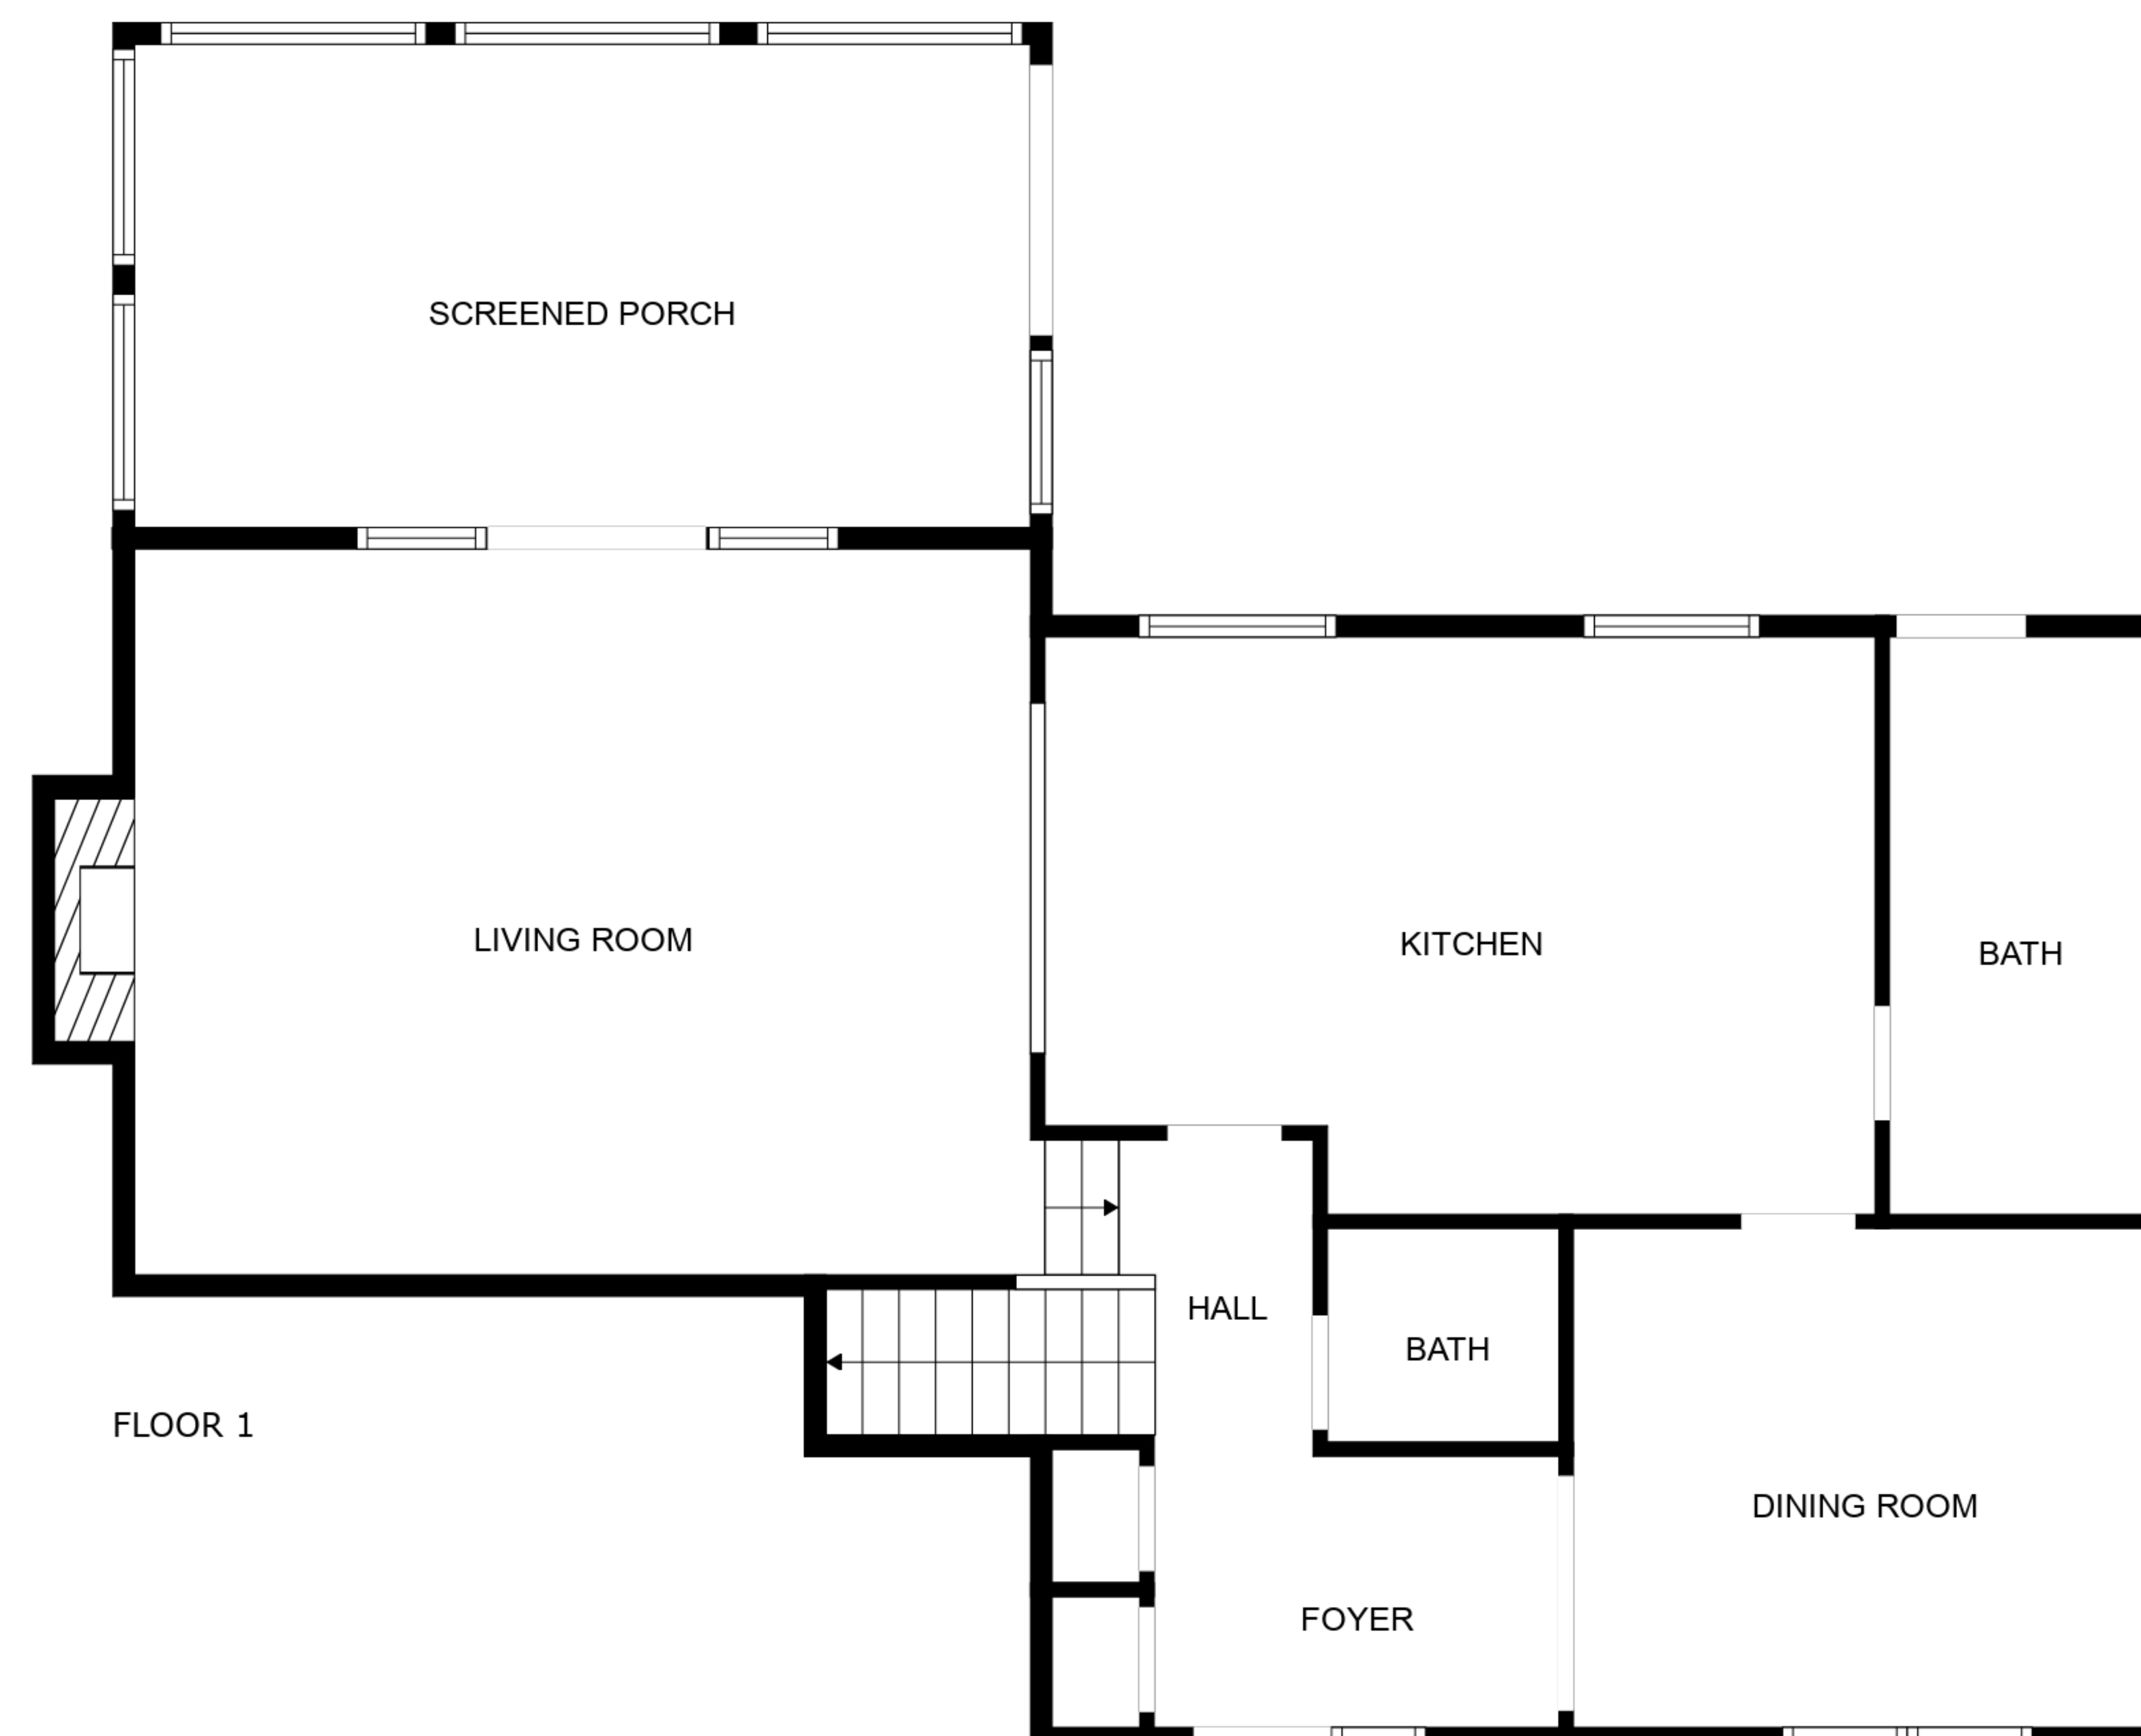 SCREENED PORCH
LIVING ROOM
KITCHEN
BATH
HALL
BATH
FLOOR 1
DINING ROOM
FOYER